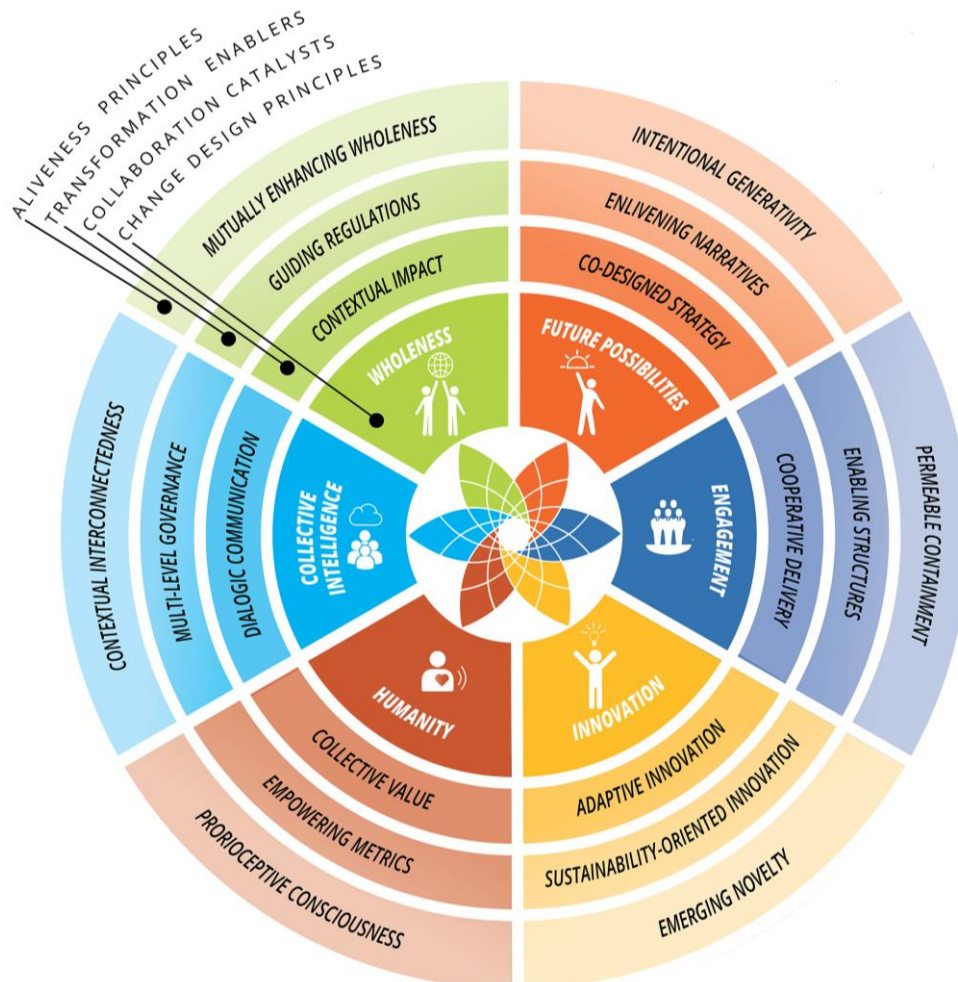 ALIVENESS PRINCIPLES
TRANSFORMATION ENABLERS
COLLABORATION CATALYSTS
CHANGE DESIGN PRINCIPLES
MUTUALLY ENHANCING WHOLENESS
GUIDING REGULATIONS
CONTEXTUAL IMPACT
WHOLENESS
INTENTIONAL GENERATIVITY
ENLIVENING NARRATIVES
CO-DESIGNED STRATEGY
FUTURE POSSIBILITIES
PERMEABLE CONTAINMENT
ENABLING STRUCTURES
COOPERATIVE DELIVERY
ENGAGEMENT
INNOVATION
ADAPTIVE INNOVATION
SUSTAINABILITY-ORIENTED INNOVATION
EMERGING NOVELTY
HUMANITY
COLLECTIVE VALUE
EMPOWERING METRICS
PRORIOCEPTIVE CONSCIOUSNESS
CONTEXTUAL INTERCONNECTEDNESS
MULTI-LEVEL GOVERNANCE
DIALOGIC COMMUNICATION
COLLECTIVE
INTELLIGENCE